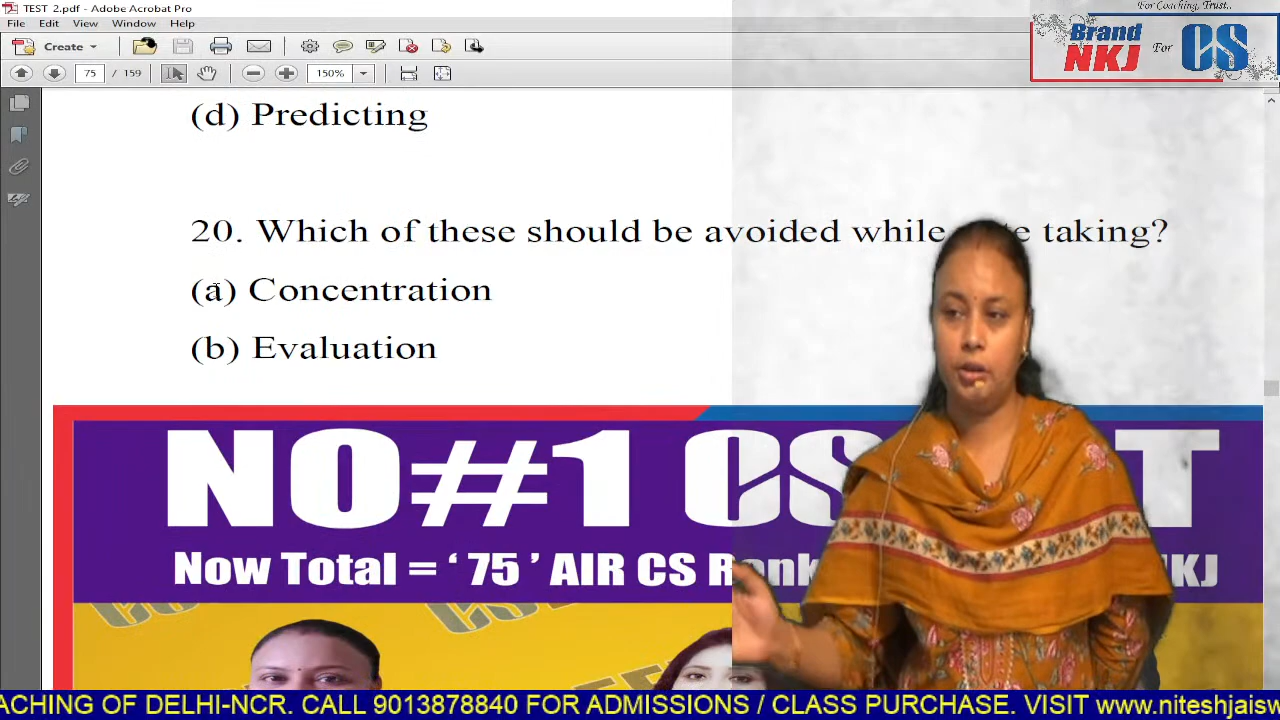 TEST 2.pdf - Adobe Acrobat Pro
For Coaching, Trust..
File Edit View Window Help
Brand
NKJ
For
CS
Create
75 / 159
150%
(d) Predicting
20. Which of these should be avoided while taking?
(a) Concentration
(b) Evaluation
NO#1 CS T
Now Total = ‘ 75 ’ AIR CS NKJ
ACHING OF DELHI-NCR. CALL 9013878840 FOR ADMISSIONS / CLASS PURCHASE. VISIT